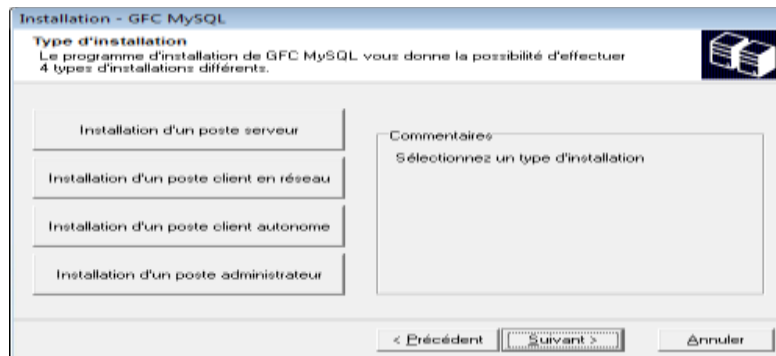 Installation - GFC MySQL
Type d'installation
Le programme d'installation de GFC MySQL vous donne la possibilité d'effectuer
4 types d'installations différents.
Installation d'un poste serveur
Installation d'un poste client en réseau
Installation d'un poste client autonome
Installation d'un poste administrateur
Commentaires
Sélectionnez un type d'installation
< Précédent
Suivant >
Annuler